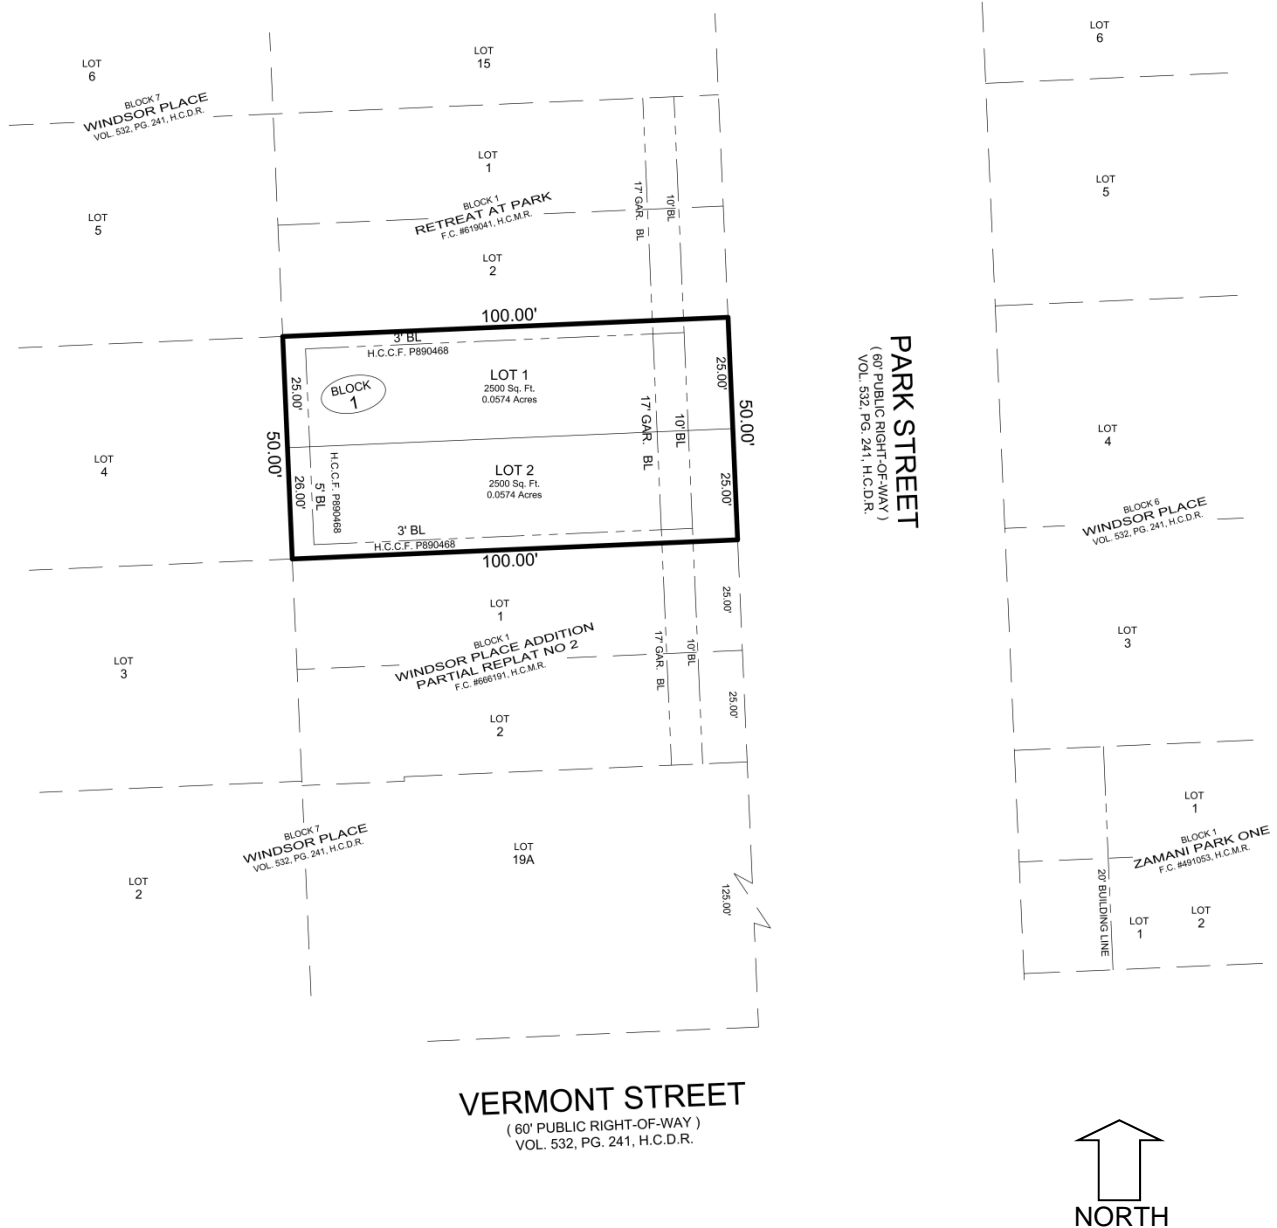 LOT
6
LOT
15
LOT
6
BLOCK 7
WINDSOR PLACE
VOL. 532, PG. 241, H.C.D.R.
LOT
1
LOT
5
17' GAR. BL
10' BL
BLOCK 1
RETREAT AT PARK
F.C. #619041, H.C.M.R.
LOT
5
LOT
2
100.00'
3' BL
H.C.C.F. P890468
25.00'
BLOCK
1
LOT 1
2500 Sq. Ft.
0.0574 Acres
25.00'
50.00'
50.00'
17' GAR. BL
10' BL
PARK STREET
( 60' PUBLIC RIGHT-OF-WAY )
VOL. 532, PG. 241, H.C.D.R.
LOT
4
LOT
4
26.00'
5' BL
H.C.C.F. P890468
LOT 2
2500 Sq. Ft.
0.0574 Acres
25.00'
3' BL
H.C.C.F. P890468
100.00'
BLOCK 6
WINDSOR PLACE
VOL. 532, PG. 241, H.C.D.R.
LOT
1
25.00'
LOT
3
LOT
3
BLOCK 1
WINDSOR PLACE ADDITION
PARTIAL REPLAT NO 2
F.C. #666191, H.C.M.R.
17' GAR. BL
10' BL
25.00'
LOT
2
LOT
1
BLOCK 7
WINDSOR PLACE
VOL. 532, PG. 241, H.C.D.R.
LOT
19A
BLOCK 1
ZAMANI PARK ONE
F.C. #491053, H.C.M.R.
LOT
2
125.00'
20' BUILDING LINE
LOT
1
LOT
2
VERMONT STREET
( 60' PUBLIC RIGHT-OF-WAY )
VOL. 532, PG. 241, H.C.D.R.
NORTH